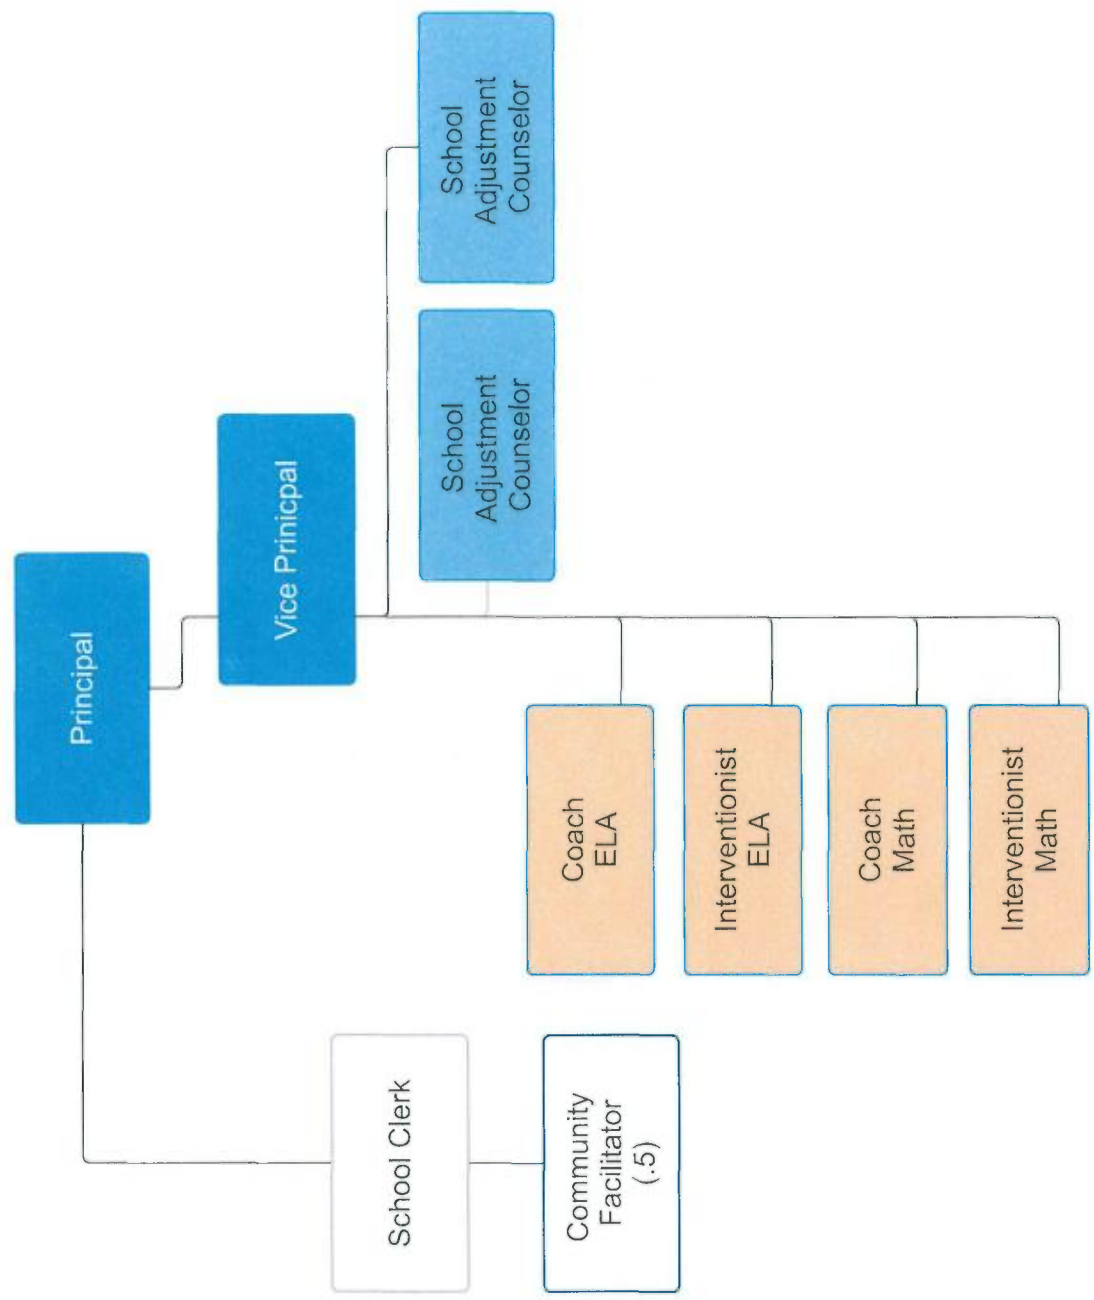 Principal
Vice Prinicpal
School Clerk
Community
Facilitator
(.5)
Coach
ELA
Interventionist
ELA
Coach
Math
Interventionist
Math
School
Adjustment
Counselor
School
Adjustment
Counselor